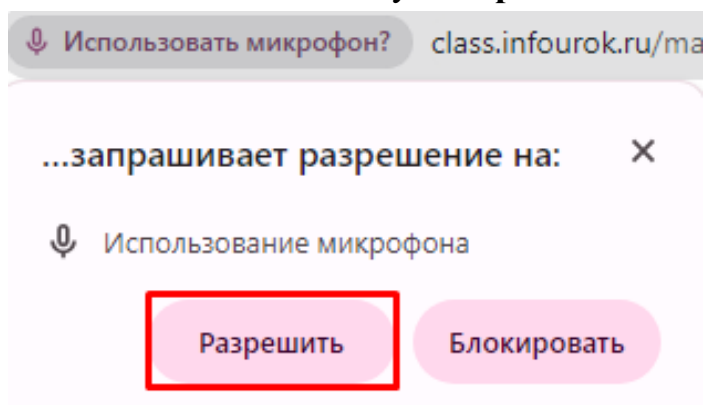 Использовать микрофон? class.infourok.ru/ma
...запрашивает разрешение на:
Использование микрофона
Разрешить Блокировать